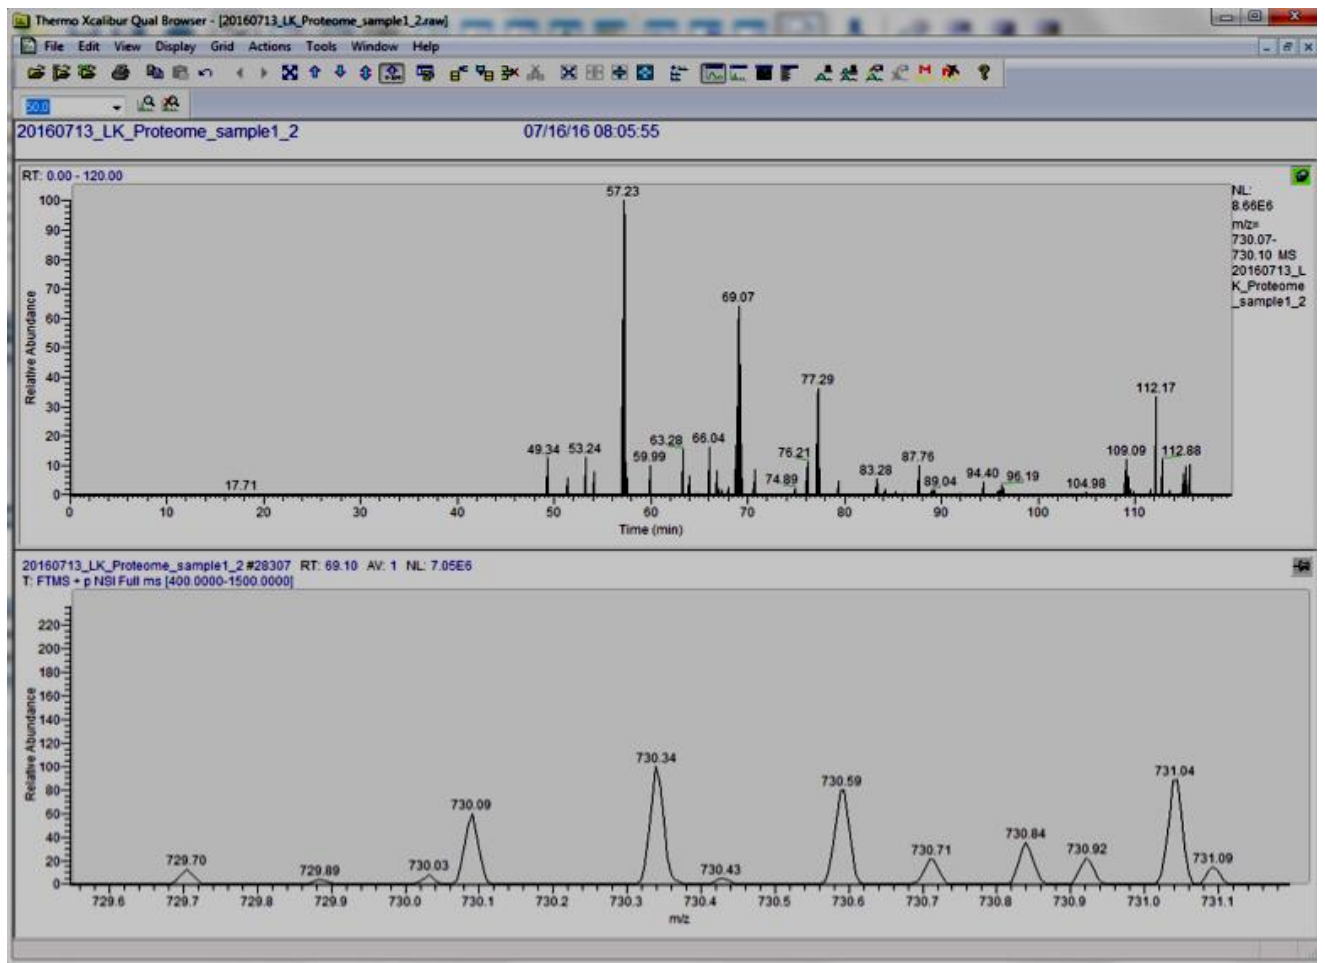 Thermo Xcalibur Qual Browser - [20160713_LK_Proteome_sample1_2.raw]
File Edit View Display Grid Actions Tools Window Help
50.0
20160713_LK_Proteome_sample1_2 07/16/16 08:05:55
RT: 0.00 - 120.00
NL:
8.66E6
m/z=
730.07-
730.10 MS
20160713_L
K_Proteome
_sample1_2
Relative Abundance
100
90
80
70
60
50
40
30
20
10
0
57.23
69.07
77.29
112.17
49.34 53.24 59.99 63.28 66.04 74.89 76.21 83.28 87.76 89.04 94.40 96.19 104.98 109.09 112.88
17.71
0 10 20 30 40 50 60 70 80 90 100 110
Time (min)
20160713_LK_Proteome_sample1_2 #28307 RT: 69.10 AV: 1 NL: 7.05E6
T: FTMS + p NSI Full ms [400.0000-1500.0000]
Relative Abundance
220
200
180
160
140
120
100
80
60
40
20
0
729.70 729.89 730.03 730.09 730.34 730.43 730.59 730.71 730.84 730.92 731.04 731.09
729.6 729.7 729.8 729.9 730.0 730.1 730.2 730.3 730.4 730.5 730.6 730.7 730.8 730.9 731.0 731.1
m/z